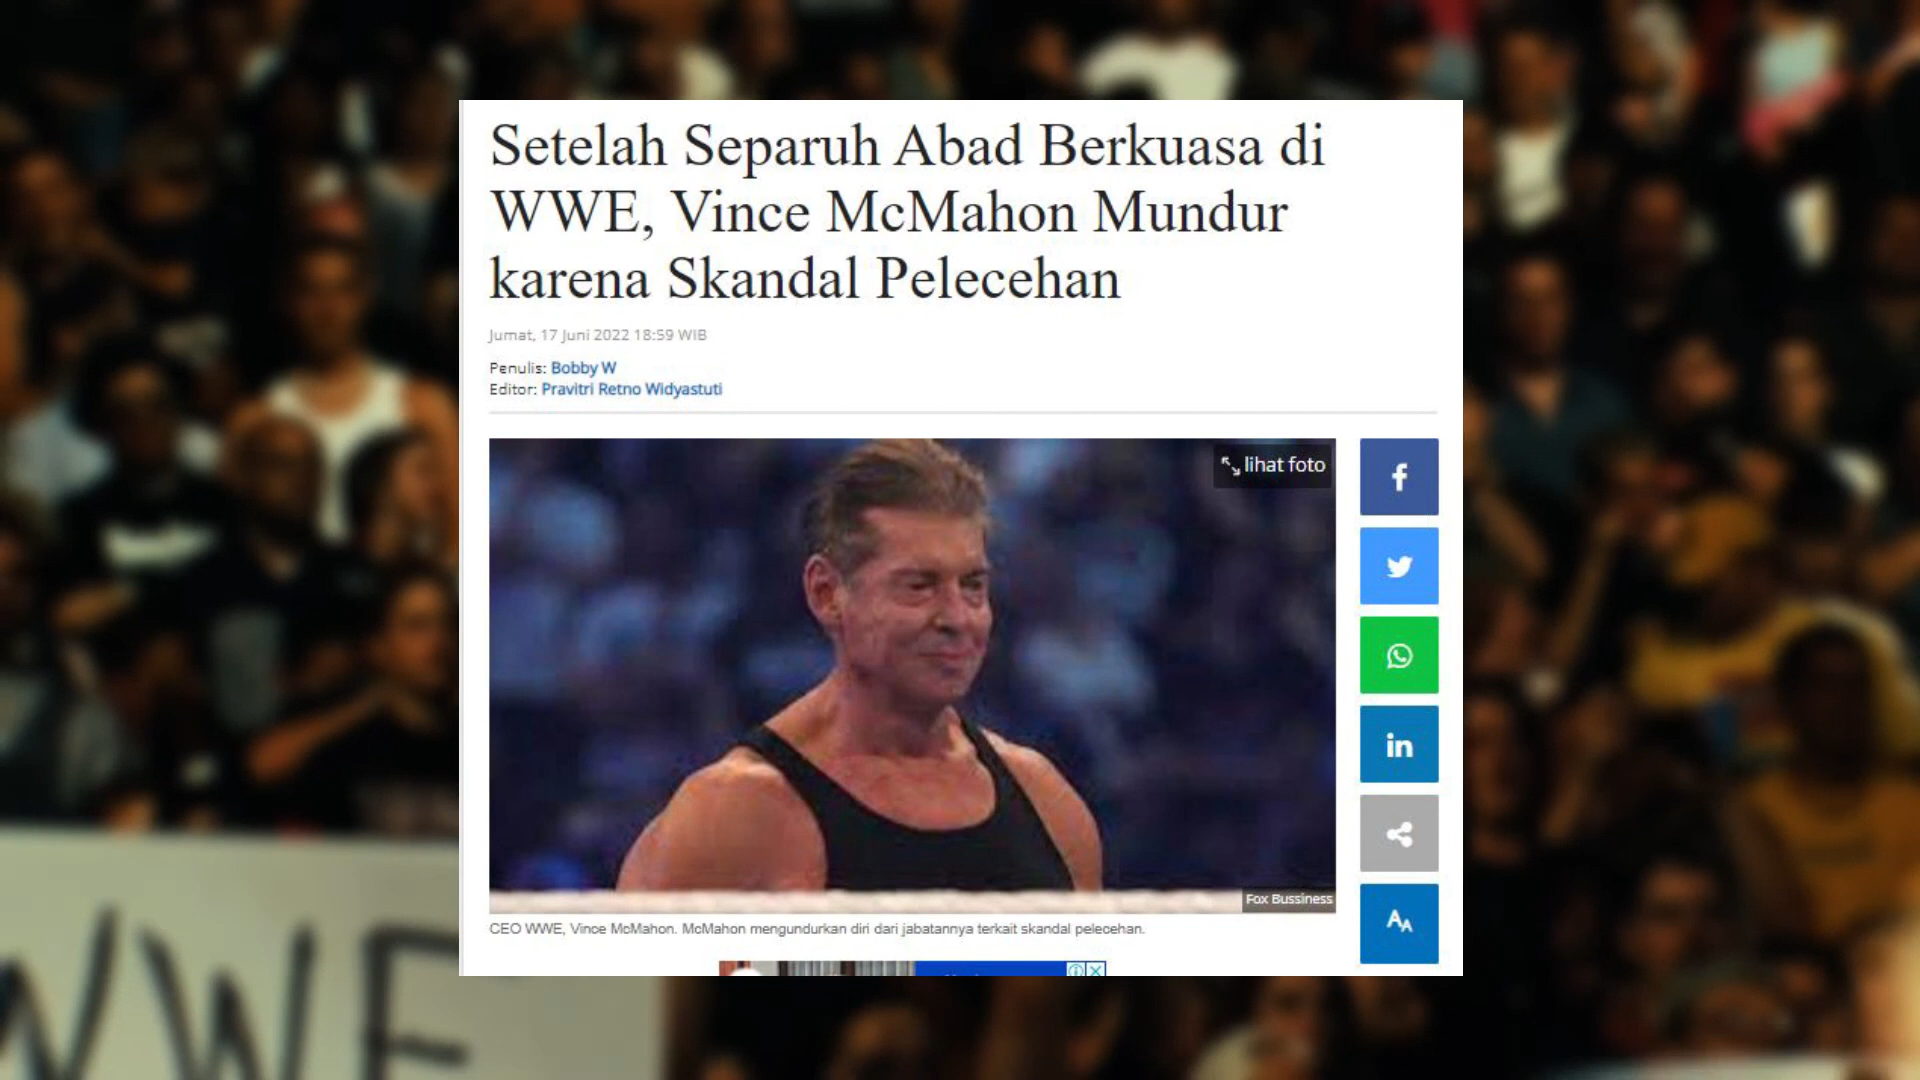 Setelah Separuh Abad Berkuasa di
WWE, Vince McMahon Mundur
karena Skandal Pelecehan
Jumat, 17 Juni 2022 18:59 WIB
Penulis: Bobby W
Editor: Pravitri Retno Widyastuti
lihat foto
Fox Bussiness
CEO WWE, Vince McMahon. McMahon mengundurkan diri dari jabatannya terkait skandal pelecehan.
WWE